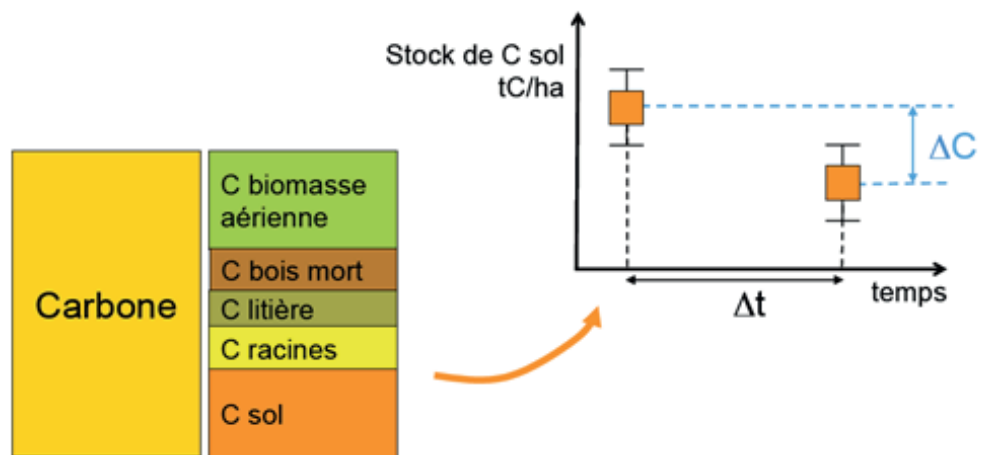 Stock de C sol
tC/ha
ΔC
temps
Δt
Carbone
C biomasse
aérienne
C bois mort
C litière
C racines
C sol